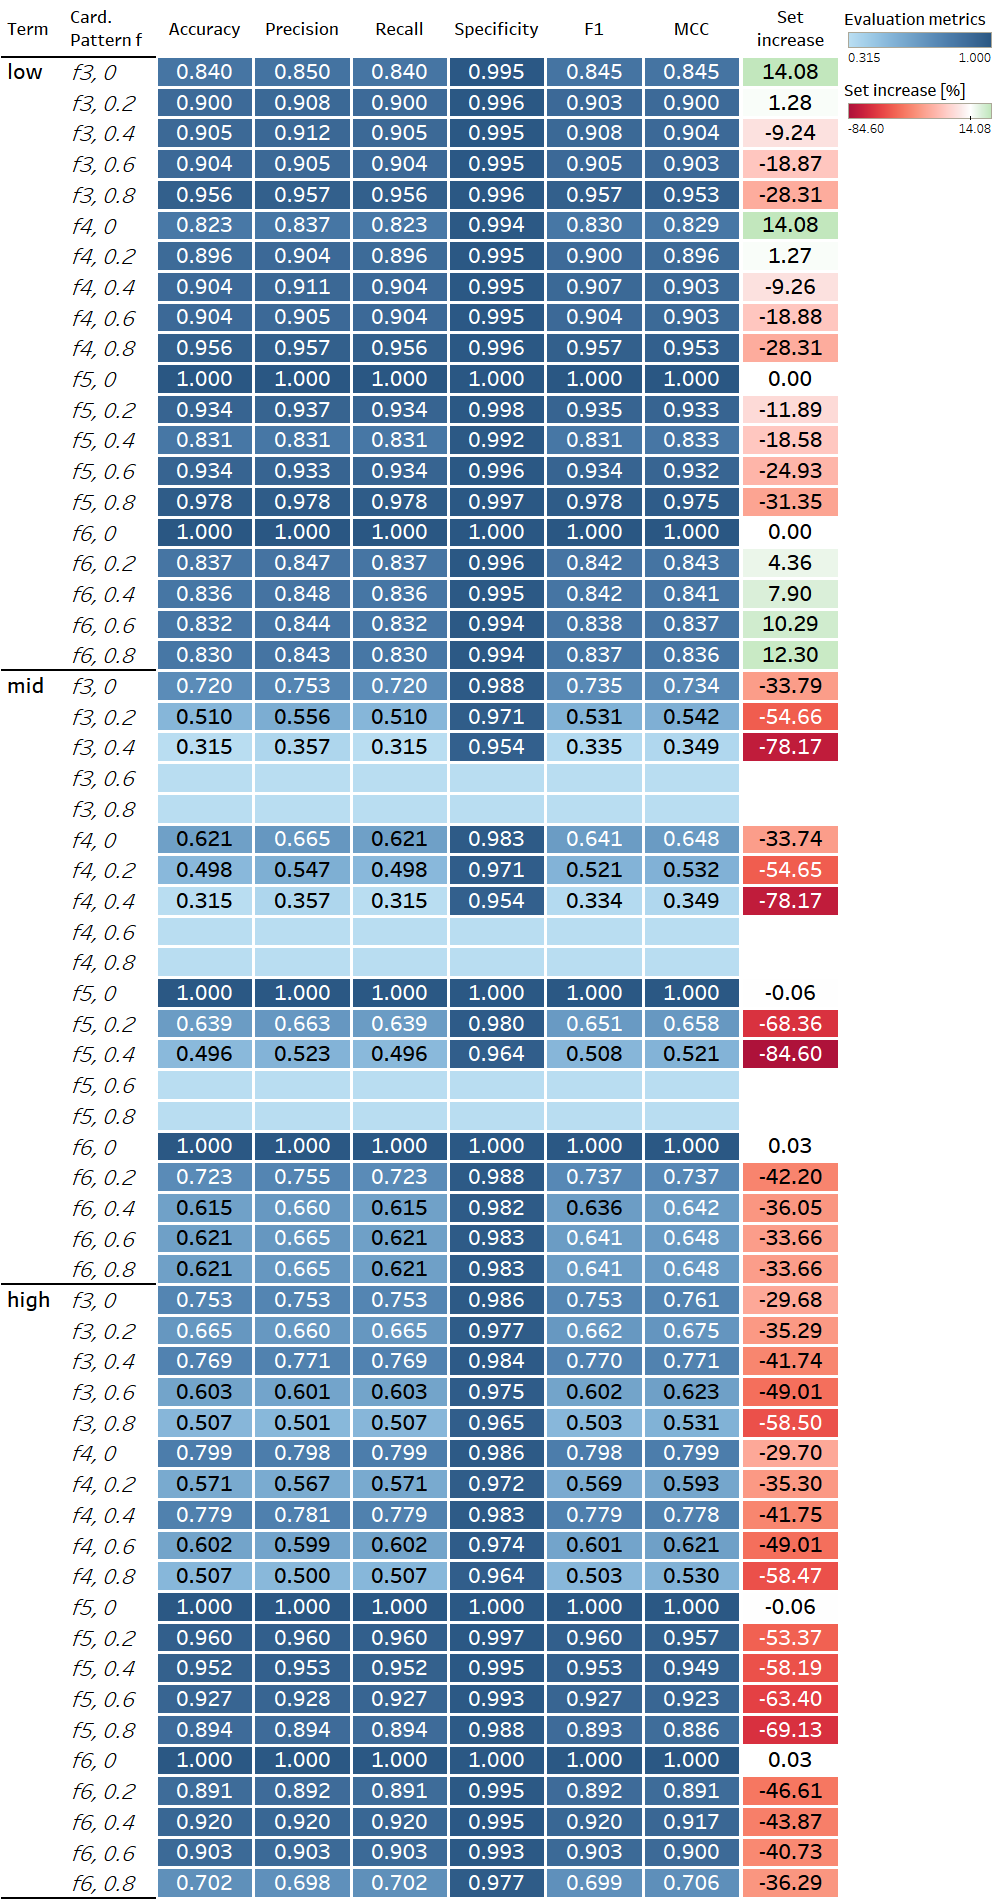 Term Card. Pattern f Accuracy Precision Recall Specificity F1 MCC Set increase
Evaluation metrics
0.315 1.000
Set increase [%]
-84.60 14.08
low f3, 0 0.840 0.850 0.840 0.995 0.845 0.845 14.08
f3, 0.2 0.900 0.908 0.900 0.996 0.903 0.900 1.28
f3, 0.4 0.905 0.912 0.905 0.995 0.908 0.904 -9.24
f3, 0.6 0.904 0.905 0.904 0.995 0.905 0.903 -18.87
f3, 0.8 0.956 0.957 0.956 0.996 0.957 0.953 -28.31
f4, 0 0.823 0.837 0.823 0.994 0.830 0.829 14.08
f4, 0.2 0.896 0.904 0.896 0.995 0.900 0.896 1.27
f4, 0.4 0.904 0.911 0.904 0.995 0.907 0.903 -9.26
f4, 0.6 0.904 0.905 0.904 0.995 0.904 0.903 -18.88
f4, 0.8 0.956 0.957 0.956 0.996 0.957 0.953 -28.31
f5, 0 1.000 1.000 1.000 1.000 1.000 1.000 0.00
f5, 0.2 0.934 0.937 0.934 0.998 0.935 0.933 -11.89
f5, 0.4 0.831 0.831 0.831 0.992 0.831 0.833 -18.58
f5, 0.6 0.934 0.933 0.934 0.996 0.934 0.932 -24.93
f5, 0.8 0.978 0.978 0.978 0.997 0.978 0.975 -31.35
f6, 0 1.000 1.000 1.000 1.000 1.000 1.000 0.00
f6, 0.2 0.837 0.847 0.837 0.996 0.842 0.843 4.36
f6, 0.4 0.836 0.848 0.836 0.995 0.842 0.841 7.90
f6, 0.6 0.832 0.844 0.832 0.994 0.838 0.837 10.29
f6, 0.8 0.830 0.843 0.830 0.994 0.837 0.836 12.30
mid f3, 0 0.720 0.753 0.720 0.988 0.735 0.734 -33.79
f3, 0.2 0.510 0.556 0.510 0.971 0.531 0.542 -54.66
f3, 0.4 0.315 0.357 0.315 0.954 0.335 0.349 -78.17
f3, 0.6
f3, 0.8
f4, 0 0.621 0.665 0.621 0.983 0.641 0.648 -33.74
f4, 0.2 0.498 0.547 0.498 0.971 0.521 0.532 -54.65
f4, 0.4 0.315 0.357 0.315 0.954 0.334 0.349 -78.17
f4, 0.6
f4, 0.8
f5, 0 1.000 1.000 1.000 1.000 1.000 1.000 -0.06
f5, 0.2 0.639 0.663 0.639 0.980 0.651 0.658 -68.36
f5, 0.4 0.496 0.523 0.496 0.964 0.508 0.521 -84.60
f5, 0.6
f5, 0.8
f6, 0 1.000 1.000 1.000 1.000 1.000 1.000 0.03
f6, 0.2 0.723 0.755 0.723 0.988 0.737 0.737 -42.20
f6, 0.4 0.615 0.660 0.615 0.982 0.636 0.642 -36.05
f6, 0.6 0.621 0.665 0.621 0.983 0.641 0.648 -33.66
f6, 0.8 0.621 0.665 0.621 0.983 0.641 0.648 -33.66
high f3, 0 0.753 0.753 0.753 0.986 0.753 0.761 -29.68
f3, 0.2 0.665 0.660 0.665 0.977 0.662 0.675 -35.29
f3, 0.4 0.769 0.771 0.769 0.984 0.770 0.771 -41.74
f3, 0.6 0.603 0.601 0.603 0.975 0.602 0.623 -49.01
f3, 0.8 0.507 0.501 0.507 0.965 0.503 0.531 -58.50
f4, 0 0.799 0.798 0.799 0.986 0.798 0.799 -29.70
f4, 0.2 0.571 0.567 0.571 0.972 0.569 0.593 -35.30
f4, 0.4 0.779 0.781 0.779 0.983 0.779 0.778 -41.75
f4, 0.6 0.602 0.599 0.602 0.974 0.601 0.621 -49.01
f4, 0.8 0.507 0.500 0.507 0.964 0.503 0.530 -58.47
f5, 0 1.000 1.000 1.000 1.000 1.000 1.000 -0.06
f5, 0.2 0.960 0.960 0.960 0.997 0.960 0.957 -53.37
f5, 0.4 0.952 0.953 0.952 0.995 0.953 0.949 -58.19
f5, 0.6 0.927 0.928 0.927 0.993 0.927 0.923 -63.40
f5, 0.8 0.894 0.894 0.894 0.988 0.893 0.886 -69.13
f6, 0 1.000 1.000 1.000 1.000 1.000 1.000 0.03
f6, 0.2 0.891 0.892 0.891 0.995 0.892 0.891 -46.61
f6, 0.4 0.920 0.920 0.920 0.995 0.920 0.917 -43.87
f6, 0.6 0.903 0.903 0.903 0.993 0.903 0.900 -40.73
f6, 0.8 0.702 0.698 0.702 0.977 0.699 0.706 -36.29